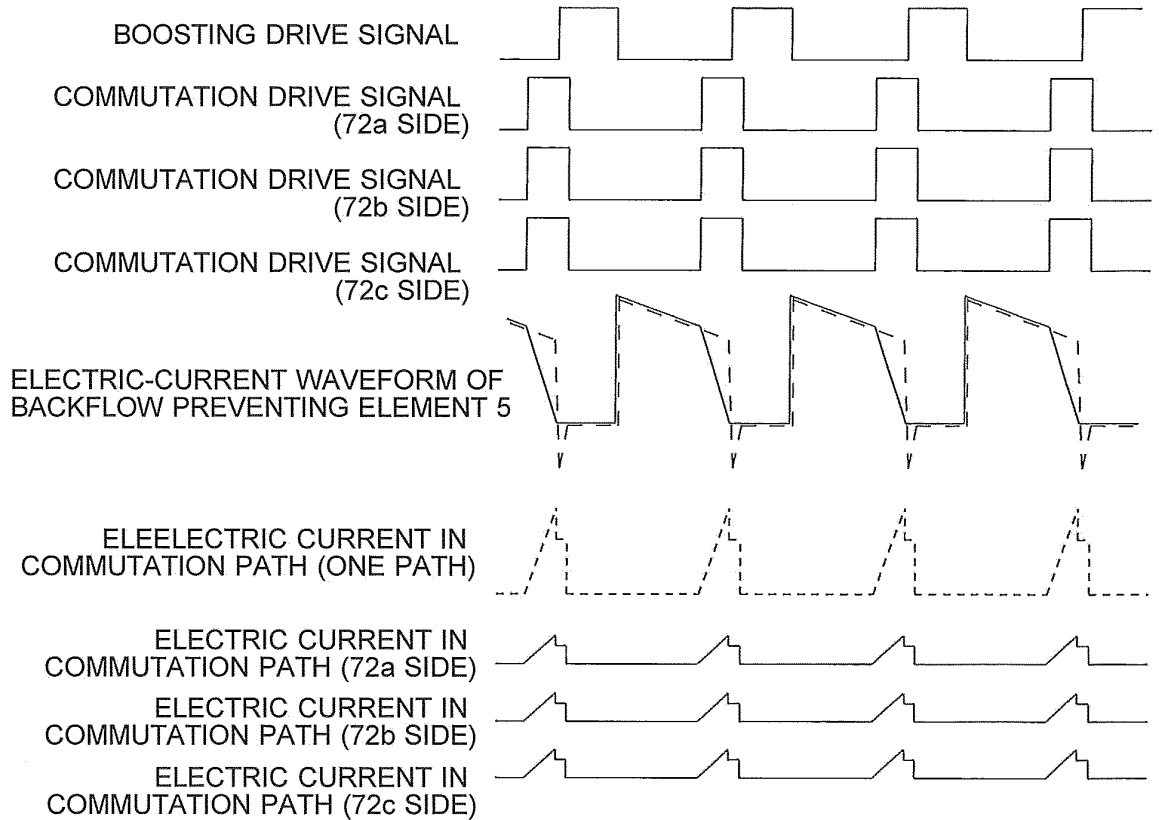 BOOSTING DRIVE SIGNAL
COMMUTATION DRIVE SIGNAL
(72a SIDE)
COMMUTATION DRIVE SIGNAL
(72b SIDE)
COMMUTATION DRIVE SIGNAL
(72c SIDE)
ELECTRIC-CURRENT WAVEFORM OF
BACKFLOW PREVENTING ELEMENT 5
ELEELECTRIC CURRENT IN
COMMUTATION PATH (ONE PATH)
ELECTRIC CURRENT IN
COMMUTATION PATH (72a SIDE)
ELECTRIC CURRENT IN
COMMUTATION PATH (72b SIDE)
ELECTRIC CURRENT IN
COMMUTATION PATH (72c SIDE)